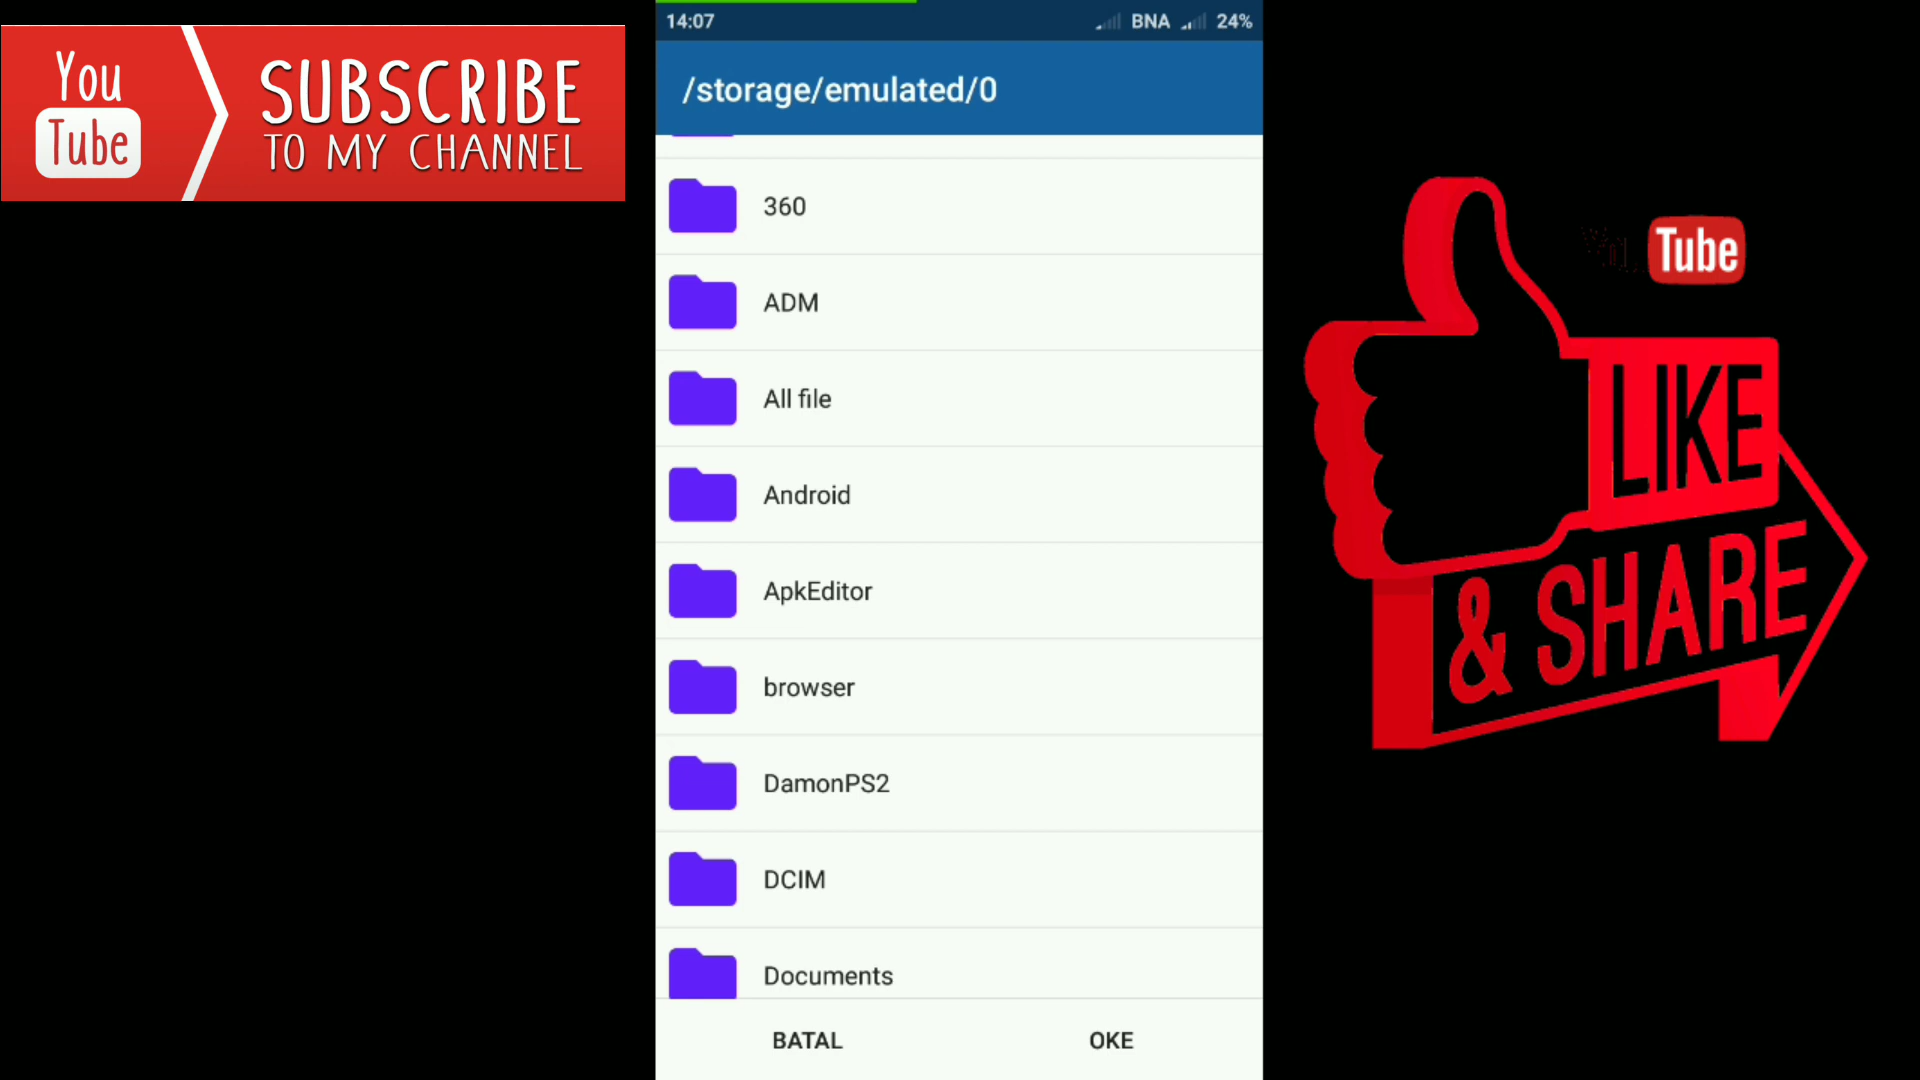 You
Tube
SUBSCRIBE
TO MY CHANNEL
14:07
BNA
24%
/storage/emulated/0
360
ADM
All file
Android
ApkEditor
browser
DamonPS2
DCIM
Documents
BATAL
OKE
Tube
LIKE
& SHARE